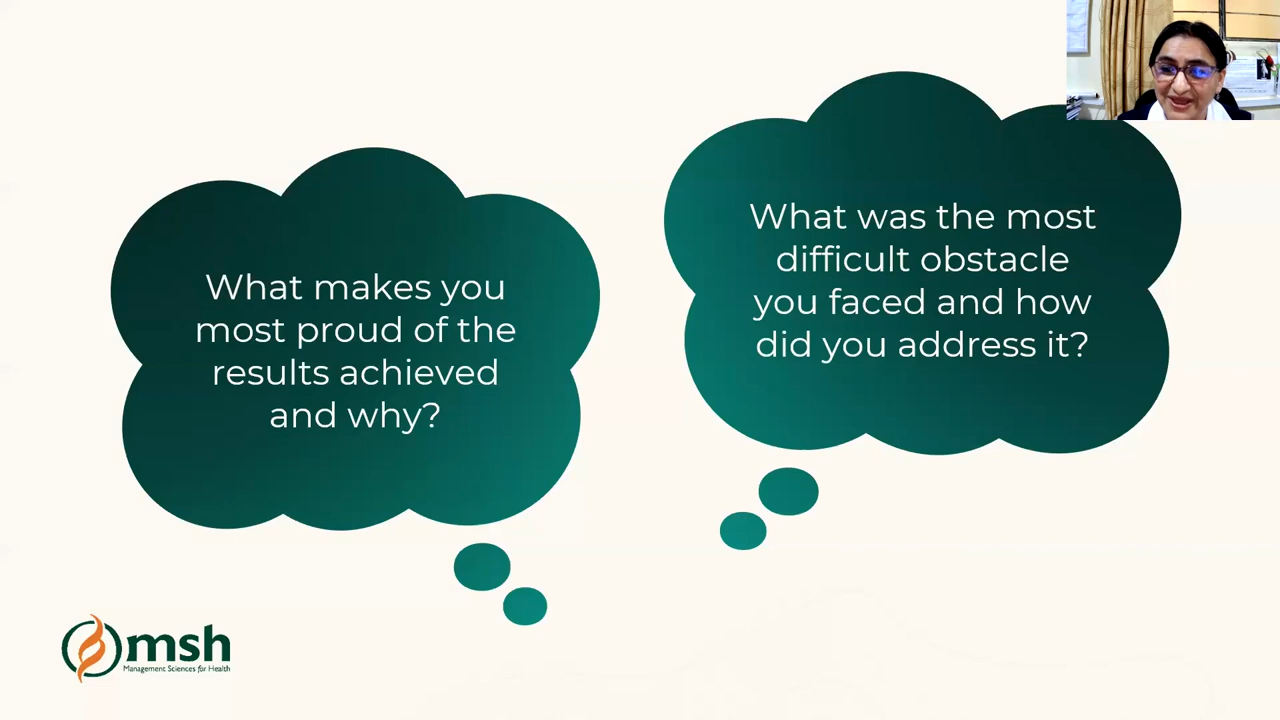 What makes you
most proud of the
results achieved
and why?
What was the most
difficult obstacle
you faced and how
did you address it?
msh
Management Sciences for Health